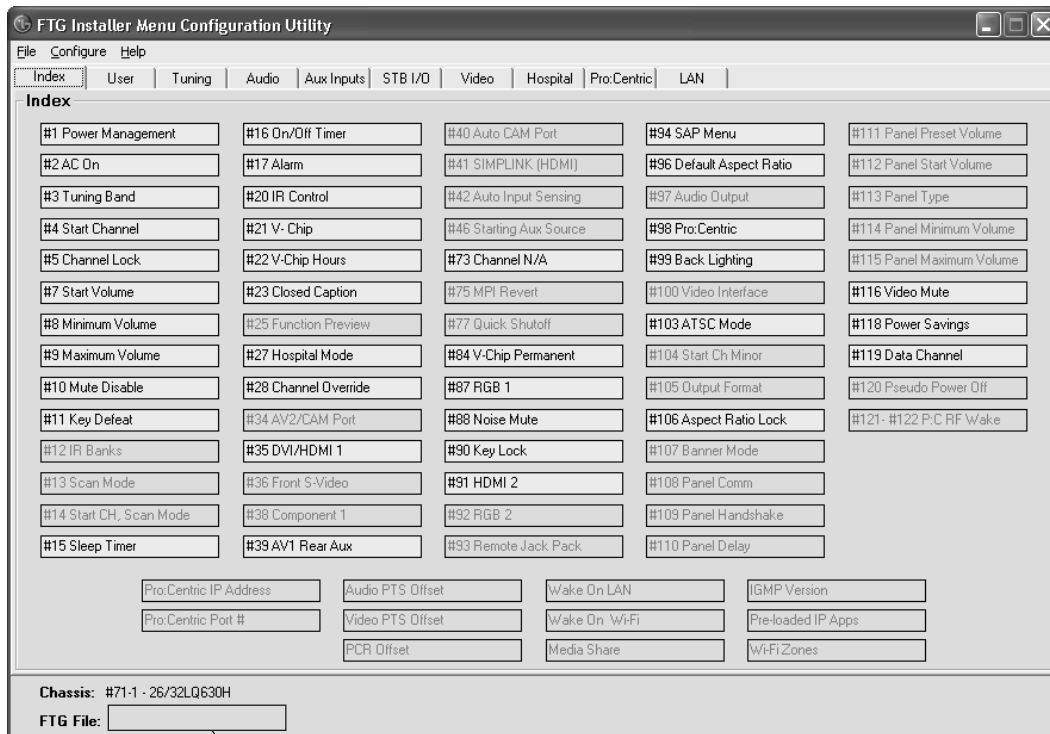 FTG Installer Menu Configuration Utility
File Configure Help
Index User Tuning Audio Aux Inputs STB I/O Video Hospital Pro:Centric LAN
Index
#1 Power Management #16 On/Off Timer #40 Auto CAM Port #94 SAP Menu #111 Panel Preset Volume
#2 AC On #17 Alarm #41 SIMPLINK (HDMI) #96 Default Aspect Ratio #112 Panel Start Volume
#3 Tuning Band #20 IR Control #42 Auto Input Sensing #97 Audio Output #113 Panel Type
#4 Start Channel #21 V- Chip #46 Starting Aux Source #98 Pro:Centric #114 Panel Minimum Volume
#5 Channel Lock #22 V-Chip Hours #73 Channel N/A #99 Back Lighting #115 Panel Maximum Volume
#7 Start Volume #23 Closed Caption #75 MPI Revert #100 Video Interface #116 Video Mute
#8 Minimum Volume #25 Function Preview #77 Quick Shutoff #103 ATSC Mode #118 Power Savings
#9 Maximum Volume #27 Hospital Mode #84 V-Chip Permanent #104 Start Ch Minor #119 Data Channel
#10 Mute Disable #28 Channel Override #87 RGB 1 #105 Output Format #120 Pseudo Power Off
#11 Key Defeat #34 AV2/CAM Port #88 Noise Mute #106 Aspect Ratio Lock #121- #122 P:C RF Wake
#12 IR Banks #35 DVI/HDMI 1 #90 Key Lock #107 Banner Mode
#13 Scan Mode #36 Front S-Video #91 HDMI 2 #108 Panel Comm
#14 Start CH, Scan Mode #38 Component 1 #92 RGB 2 #109 Panel Handshake
#15 Sleep Timer #39 AV1 Rear Aux #93 Remote Jack Pack #110 Panel Delay
Pro:Centric IP Address Audio PTS Offset Wake On LAN IGMP Version
Pro:Centric Port # Video PTS Offset Wake On Wi-Fi Pre-loaded IP Apps
PCR Offset Media Share Wi-Fi Zones
Chassis: #71-1 - 26/32LQ630H
FTG File: